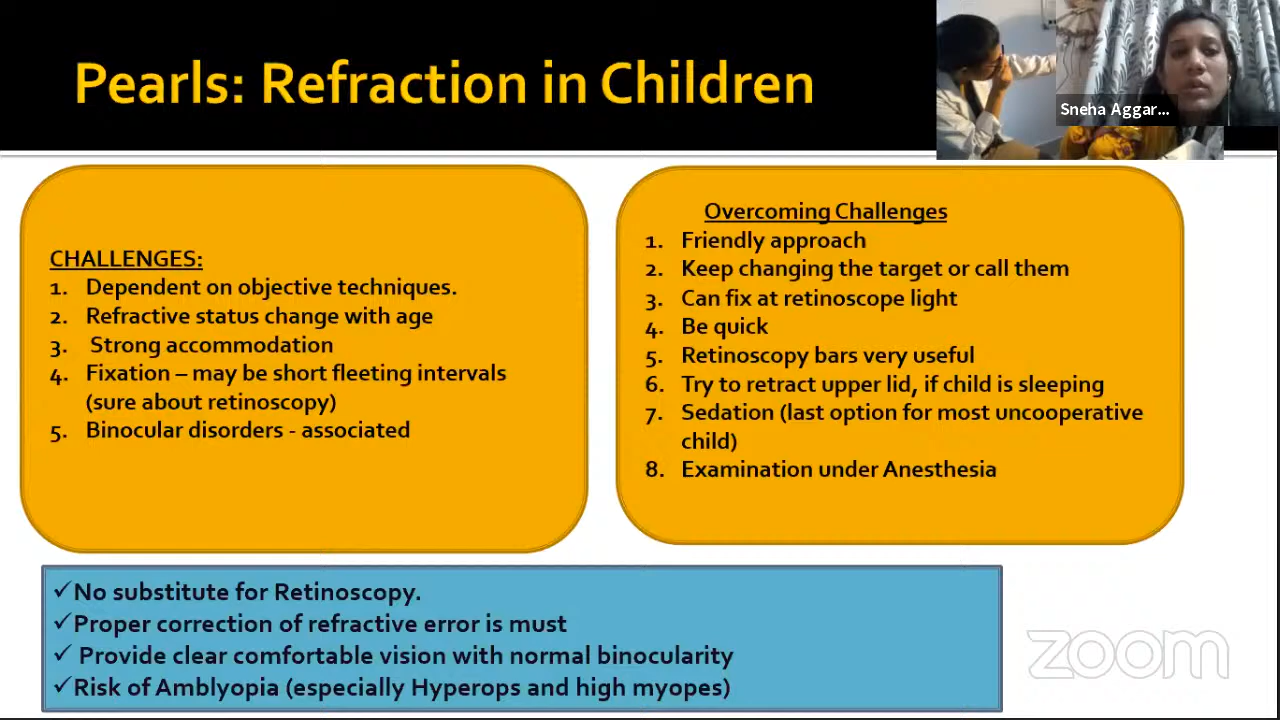 Pearls: Refraction in Children
Sneha Aggar...
CHALLENGES:
1. Dependent on objective techniques.
2. Refractive status change with age
3. Strong accommodation
4. Fixation – may be short fleeting intervals
(sure about retinoscopy)
5. Binocular disorders - associated
Overcoming Challenges
1. Friendly approach
2. Keep changing the target or call them
3. Can fix at retinoscope light
4. Be quick
5. Retinoscopy bars very useful
6. Try to retract upper lid, if child is sleeping
7. Sedation (last option for most uncooperative
child)
8. Examination under Anesthesia
✓No substitute for Retinoscopy.
✓Proper correction of refractive error is must
✓ Provide clear comfortable vision with normal binocularity
✓Risk of Amblyopia (especially Hyperops and high myopes)
zoom